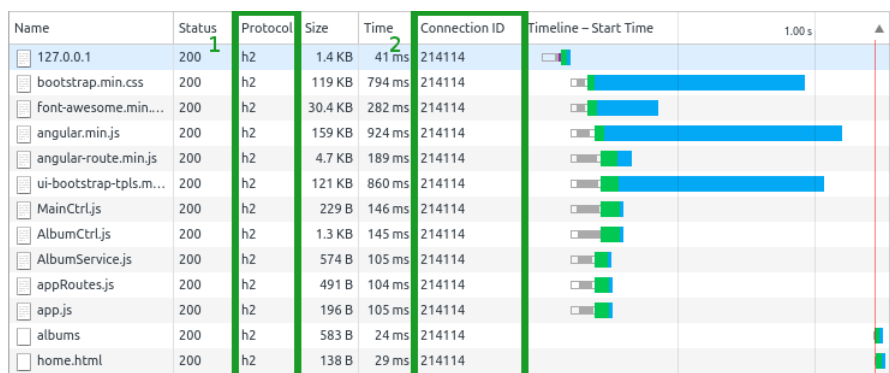 Name Status Protocol Size Time Connection ID Timeline – Start Time 1.00 s
1 2
127.0.0.1 200 h2 1.4 KB 41 ms 214114
bootstrap.min.css 200 h2 119 KB 794 ms 214114
font-awesome.min.... 200 h2 30.4 KB 282 ms 214114
angular.min.js 200 h2 159 KB 924 ms 214114
angular-route.min.js 200 h2 4.7 KB 189 ms 214114
ui-bootstrap-tpls.m... 200 h2 121 KB 860 ms 214114
MainCtrl.js 200 h2 229 B 146 ms 214114
AlbumCtrl.js 200 h2 1.3 KB 145 ms 214114
AlbumService.js 200 h2 574 B 105 ms 214114
appRoutes.js 200 h2 491 B 104 ms 214114
app.js 200 h2 196 B 105 ms 214114
albums 200 h2 583 B 24 ms 214114
home.html 200 h2 138 B 29 ms 214114